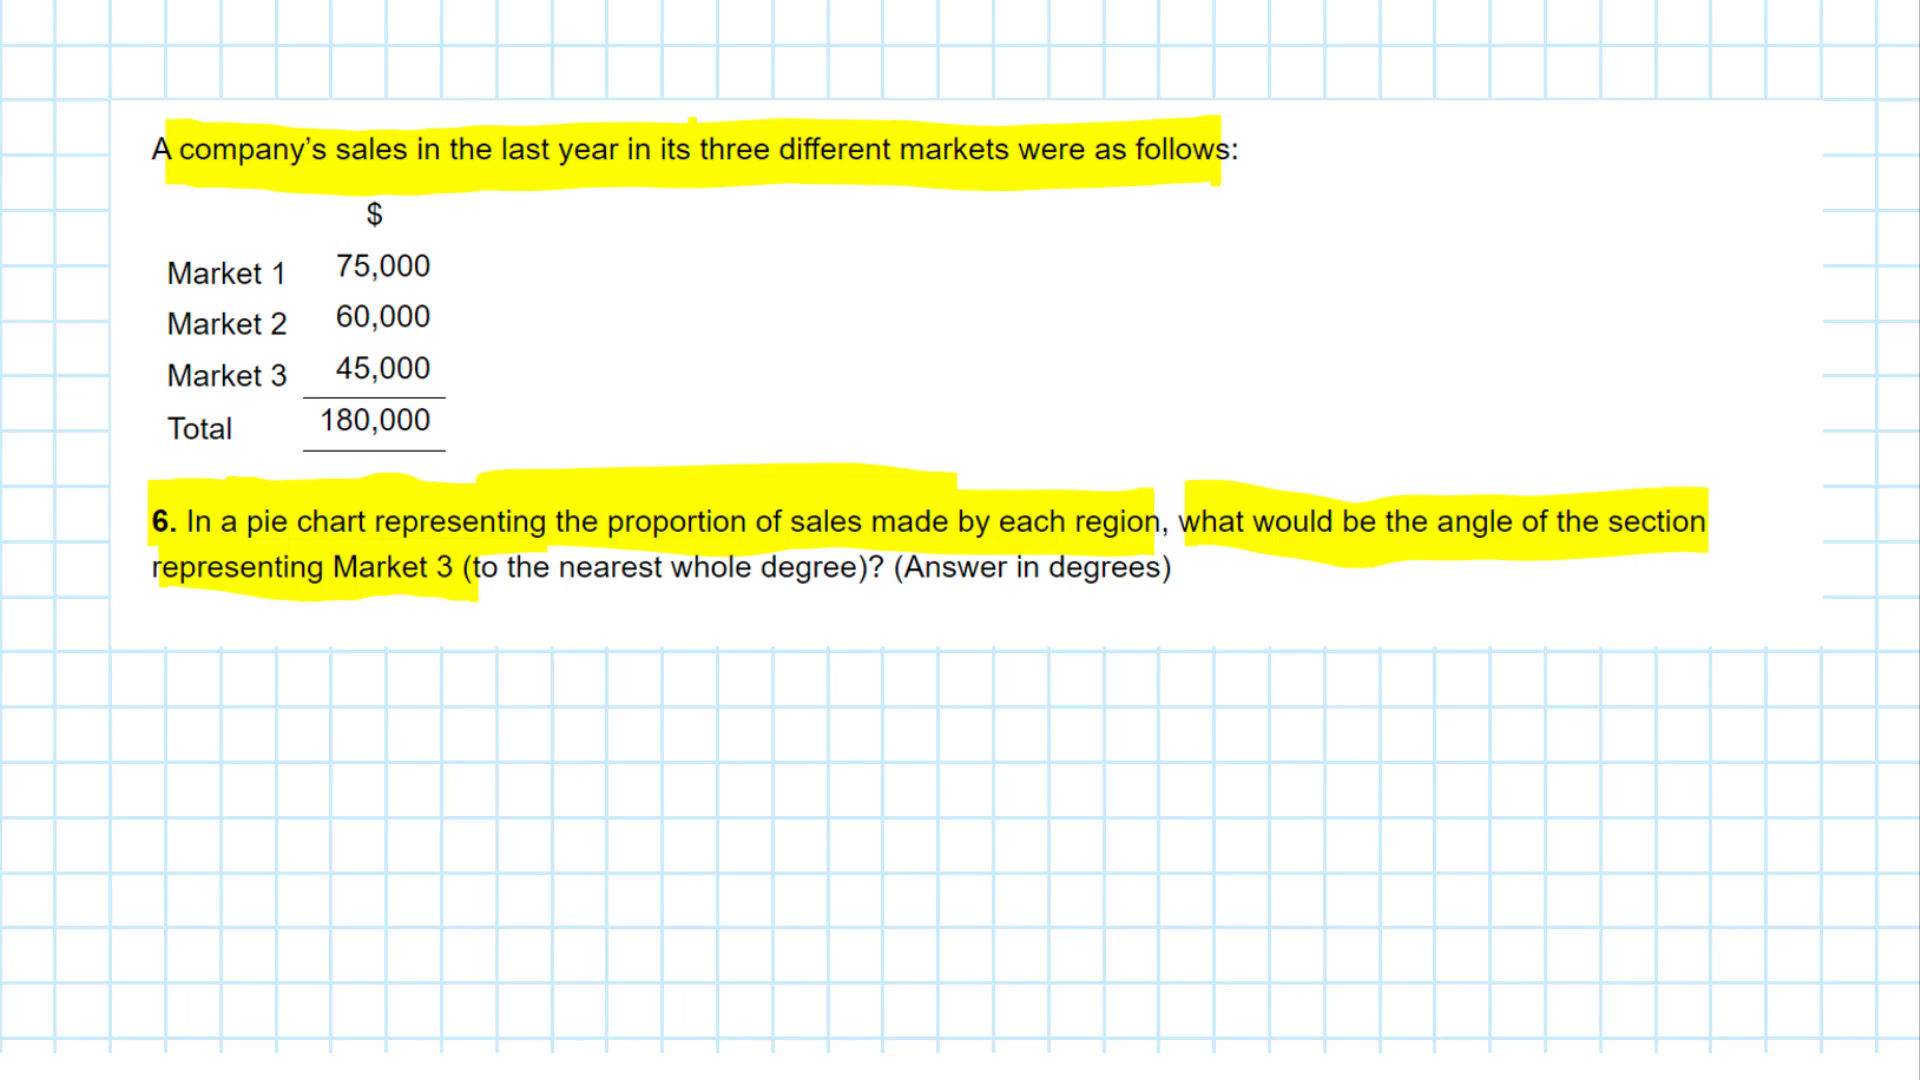 A company’s sales in the last year in its three different markets were as follows:
$
Market 1 75,000
Market 2 60,000
Market 3 45,000
Total 180,000
6. In a pie chart representing the proportion of sales made by each region, what would be the angle of the section
representing Market 3 (to the nearest whole degree)? (Answer in degrees)